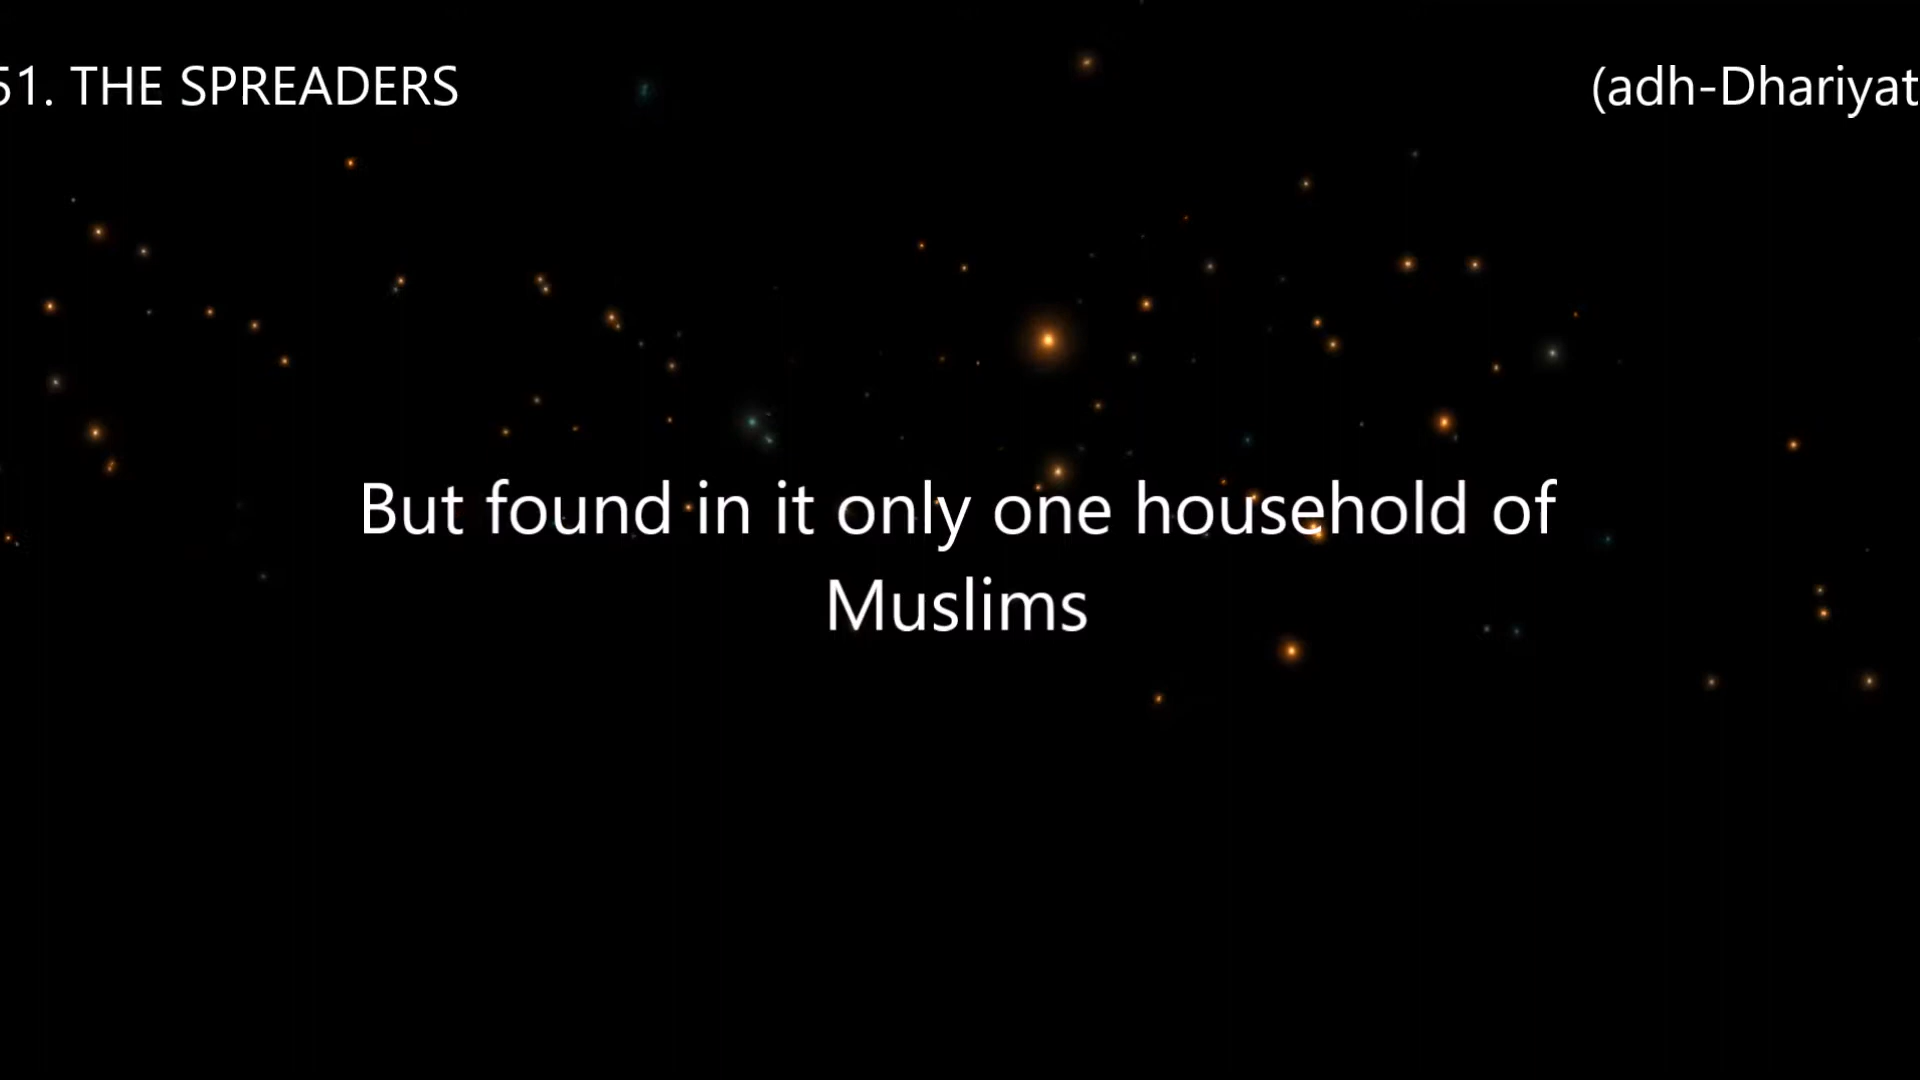 51. THE SPREADERS
(adh-Dhariyat
But found in it only one household of
Muslims